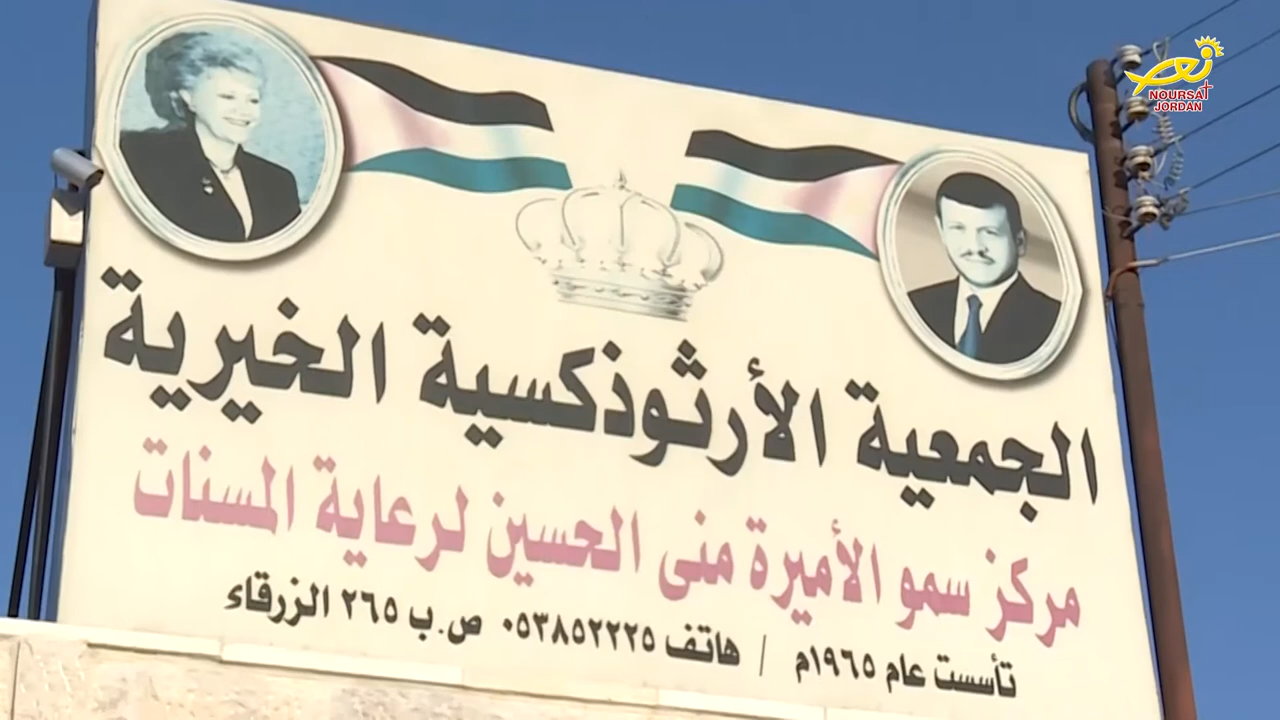 نور
NOURSAT
JORDAN
الجمعية الأرثوذكسية الخيرية
مركز سمو الأميرة منى الحسين لرعاية المسنات
تأسست عام ١٩٦٥م / هاتف ٠٥٣٨٥٢٢٢٥ ص.ب ٢٦٥ الزرقاء